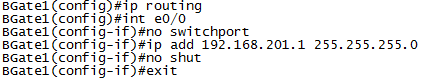 BGate1(config)#ip routing
BGate1(config)#int e0/0
BGate1(config-if)#no switchport
BGate1(config-if)#ip add 192.168.201.1 255.255.255.0
BGate1(config-if)#no shut
BGate1(config-if)#exit